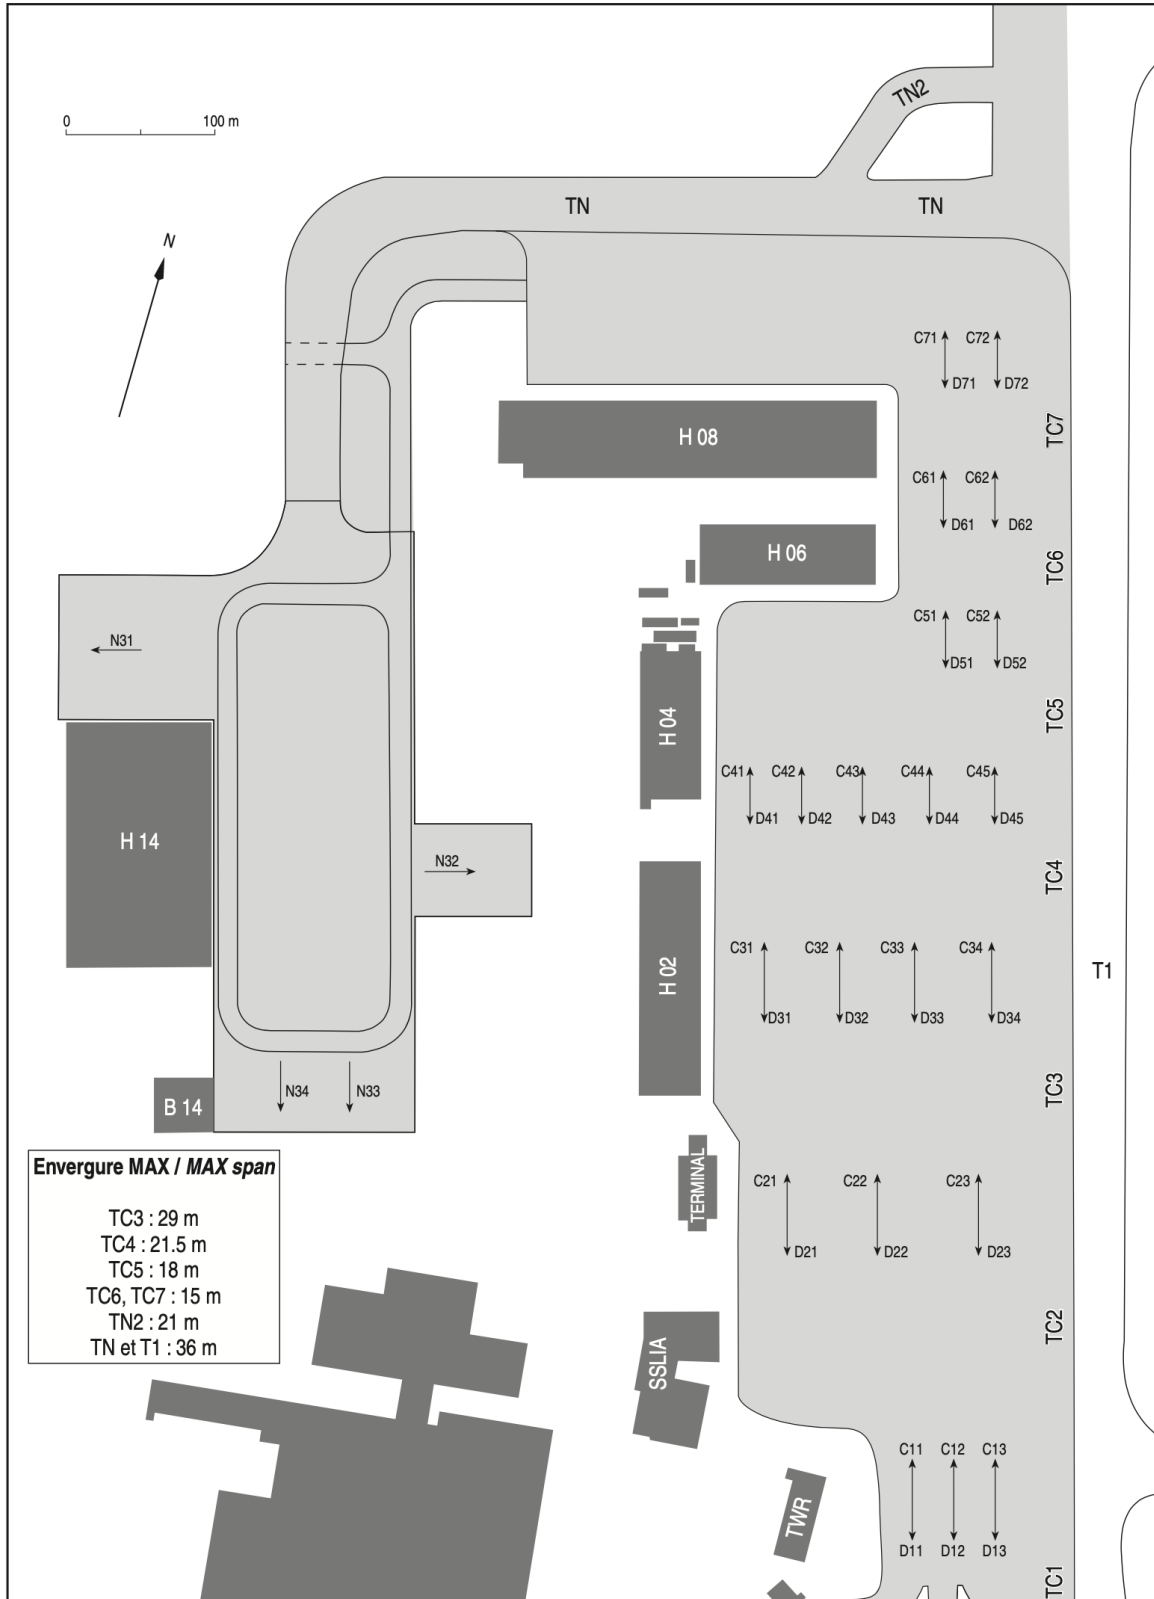 TN2
0 100 m
TN TN
N
C71 C72
D71 D72
H 08
TC7
C61 C62
D61 D62
H 06
TC6
C51 C52
N31
D51 D52
TC5
H 04
C41 C42 C43 C44 C45
D41 D42 D43 D44 D45
H 14
N32
TC4
C31 C32 C33 C34
H 02
T1
D31 D32 D33 D34
N34 N33
TC3
B 14
Envergure MAX / MAX span
TC3 : 29 m
TC4 : 21.5 m
TC5 : 18 m
TC6, TC7 : 15 m
TN2 : 21 m
TN et T1 : 36 m
TERMINAL
C21 C22 C23
D21 D22 D23
TC2
SSLIA
C11 C12 C13
TWR
D11 D12 D13
TC1